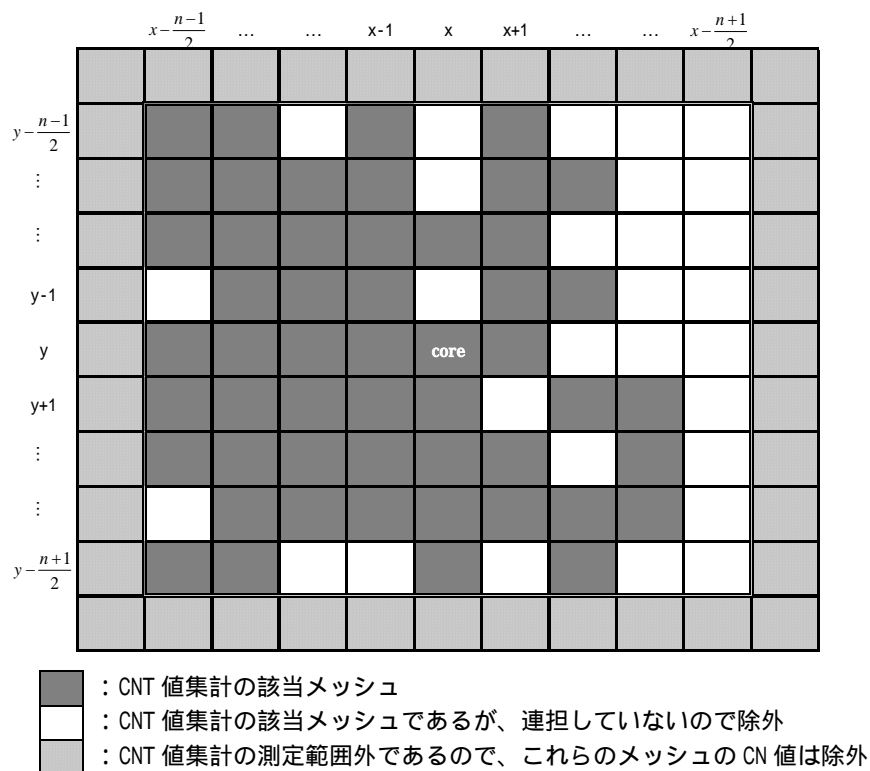 x−(n−1)/2 … … x-1 x x+1 … … x−(n+1)/2
y−(n−1)/2
⋮
⋮
y-1
y core
y+1
⋮
⋮
y−(n+1)/2
：CNT 値集計の該当メッシュ
：CNT 値集計の該当メッシュであるが、連担していないので除外
：CNT 値集計の測定範囲外であるので、これらのメッシュの CN 値は除外